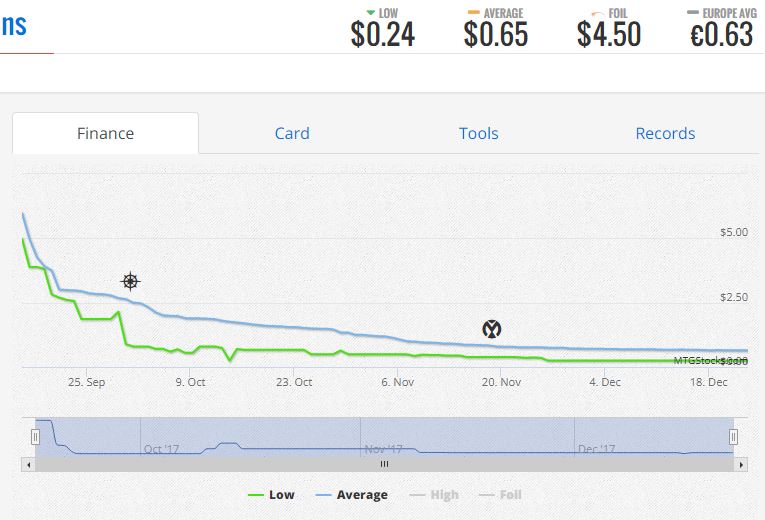 ns
LOW AVERAGE FOIL EUROPE AVG
$0.24 $0.65 $4.50 €0.63
Finance Card Tools Records
$5.00
$2.50
MTGStocks.com $0.00
25. Sep 9. Oct 23. Oct 6. Nov 20. Nov 4. Dec 18. Dec
Oct '17 Nov '17 Dec '17
Low Average High Foil